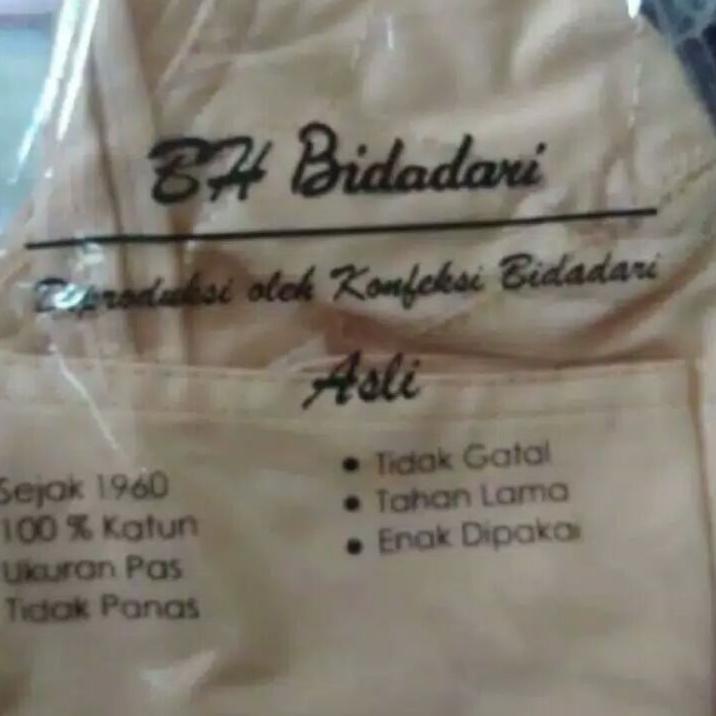 BH Bidadari
Diproduksi oleh Konfeksi Bidadari
Asli
Sejak 1960
100 % Katun
Ukuran Pas
Tidak Panas
• Tidak Gatal
• Tahan Lama
• Enak Dipakai